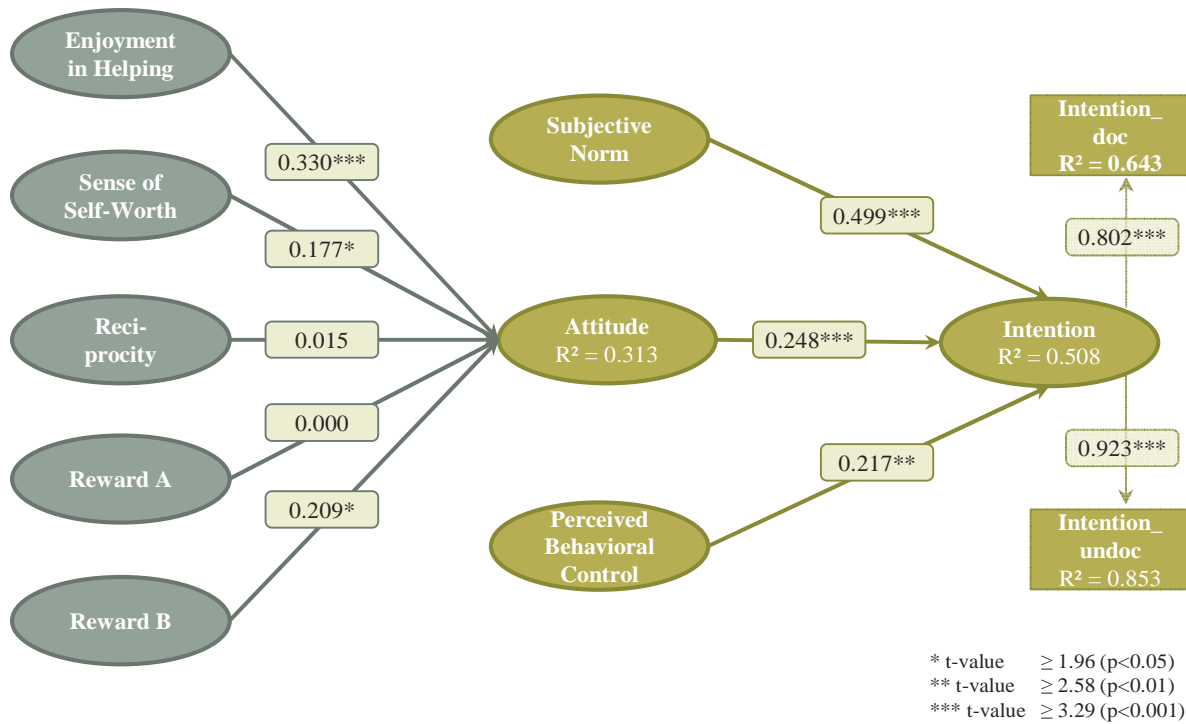 Enjoyment
in Helping
Sense of
Self-Worth
Reci-
procity
Reward A
Reward B
0.330***
0.177*
0.015
0.000
0.209*
Attitude
R² = 0.313
Subjective
Norm
Perceived
Behavioral
Control
0.499***
0.248***
0.217**
Intention
R² = 0.508
Intention_
doc
R² = 0.643
0.802***
0.923***
Intention_
undoc
R² = 0.853
* t-value ≥ 1.96 (p<0.05)
** t-value ≥ 2.58 (p<0.01)
*** t-value ≥ 3.29 (p<0.001)